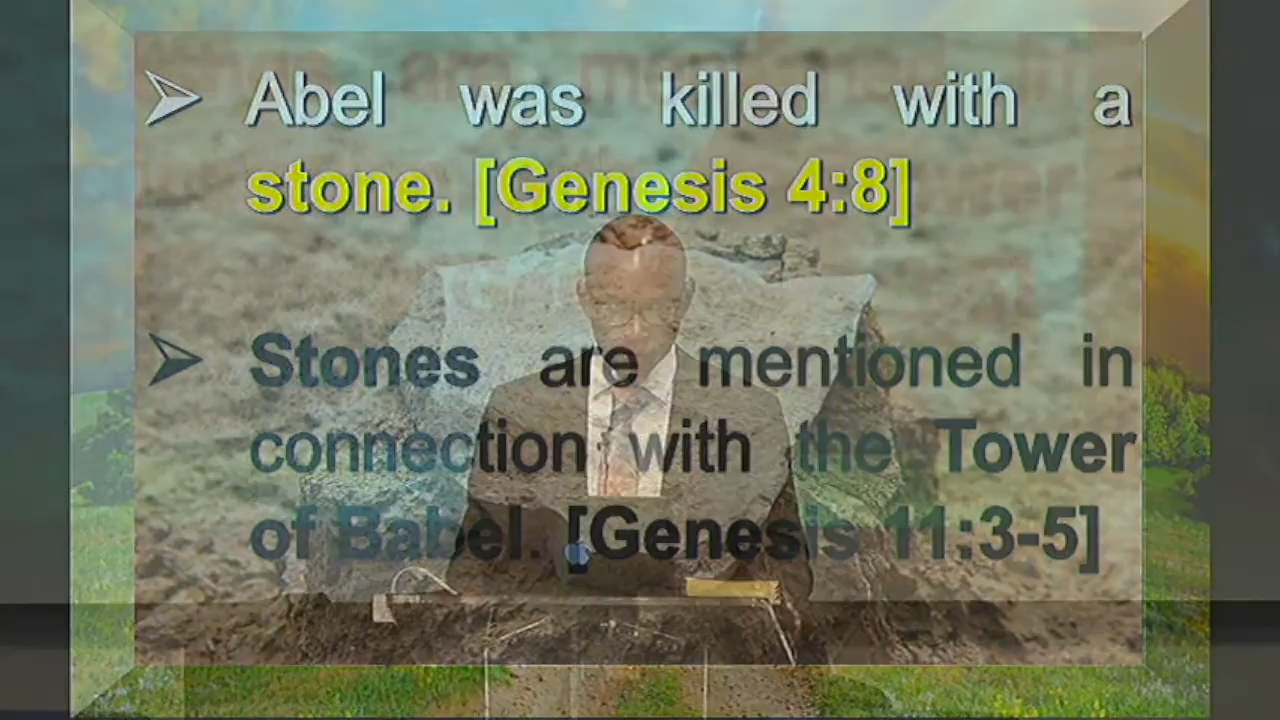 Abel was killed with a
stone. [Genesis 4:8]
Stones are mentioned in
connection with the Tower
of Babel. [Genesis 11:3-5]